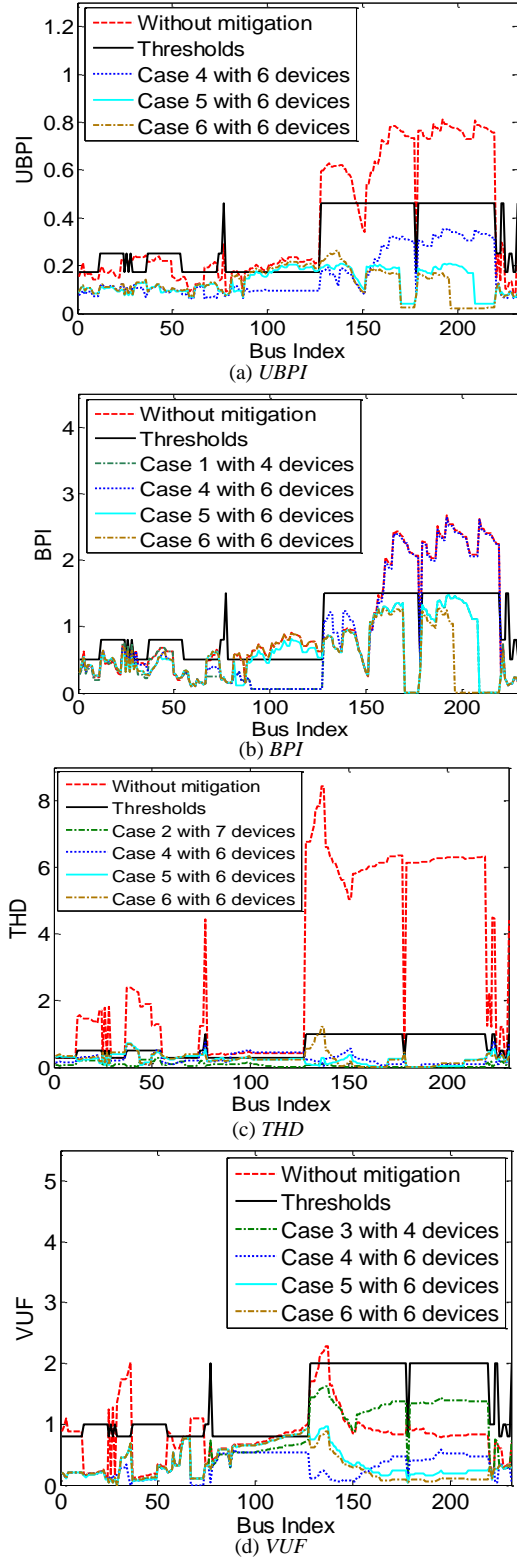 1.2
1
0.8
0.6
0.4
0.2
0
UBPI
Without mitigation
Thresholds
Case 4 with 6 devices
Case 5 with 6 devices
Case 6 with 6 devices
0 50 100 150 200
Bus Index
(a) UBPI
4
3
2
1
0
BPI
Without mitigation
Thresholds
Case 1 with 4 devices
Case 4 with 6 devices
Case 5 with 6 devices
Case 6 with 6 devices
0 50 100 150 200
Bus Index
(b) BPI
8
6
4
2
0
THD
Without mitigation
Thresholds
Case 2 with 7 devices
Case 4 with 6 devices
Case 5 with 6 devices
Case 6 with 6 devices
0 50 100 150 200
Bus Index
(c) THD
5
4
3
2
1
0
VUF
Without mitigation
Thresholds
Case 3 with 4 devices
Case 4 with 6 devices
Case 5 with 6 devices
Case 6 with 6 devices
0 50 100 150 200
Bus Index
(d) VUF